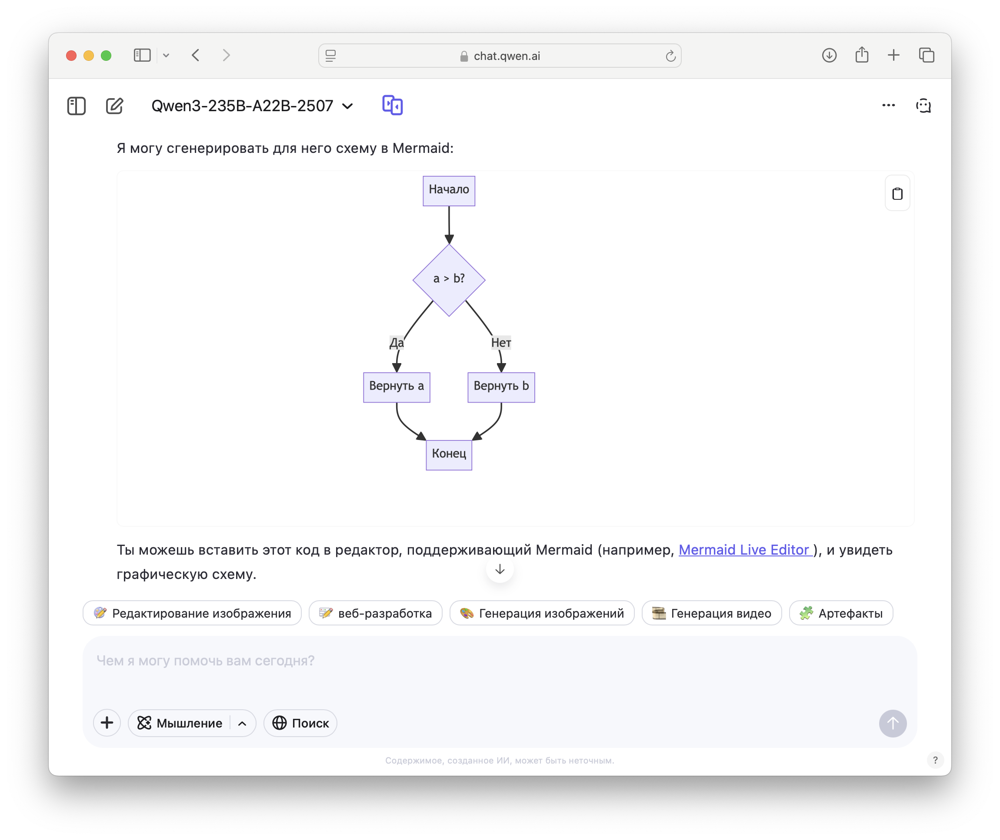 chat.qwen.ai
Qwen3-235B-A22B-2507
Я могу сгенерировать для него схему в Mermaid:
Начало
a > b?
Да
Нет
Вернуть a
Вернуть b
Конец
Ты можешь вставить этот код в редактор, поддерживающий Mermaid (например, Mermaid Live Editor ), и увидеть
графическую схему.
Редактирование изображения
веб-разработка
Генерация изображений
Генерация видео
Артефакты
Чем я могу помочь вам сегодня?
Мышление
Поиск
Содержимое, созданное ИИ, может быть неточным.
?